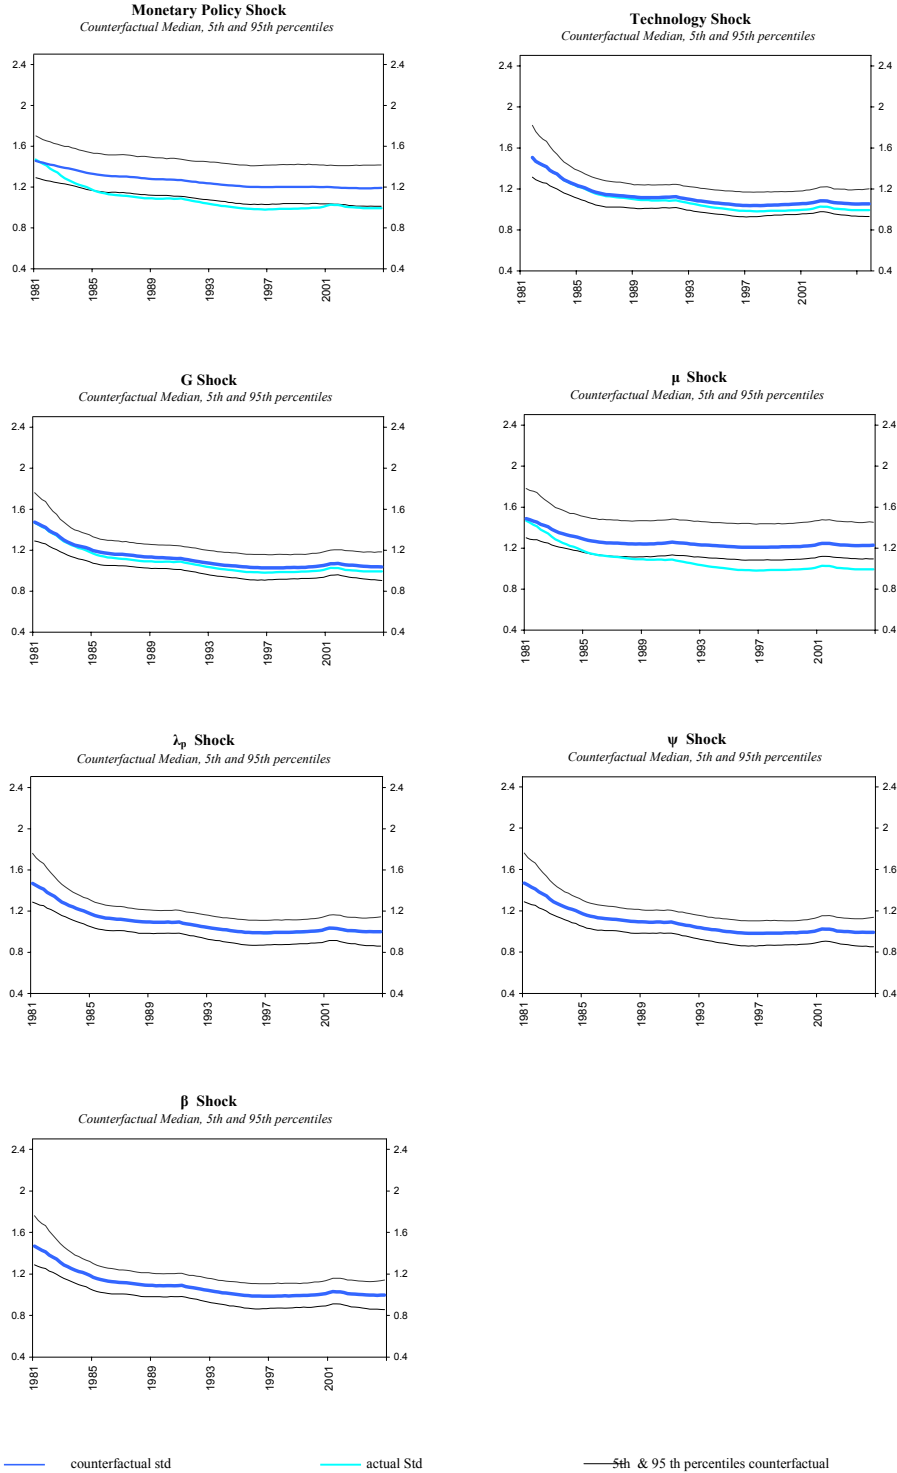 Monetary Policy Shock
Counterfactual Median, 5th and 95th percentiles
2.4 2.4
2 2
1.6 1.6
1.2 1.2
0.8 0.8
0.4 0.4
1981 1985 1989 1993 1997 2001
Technology Shock
Counterfactual Median, 5th and 95th percentiles
2.4 2.4
2 2
1.6 1.6
1.2 1.2
0.8 0.8
0.4 0.4
1981 1985 1989 1993 1997 2001
G Shock
Counterfactual Median, 5th and 95th percentiles
2.4 2.4
2 2
1.6 1.6
1.2 1.2
0.8 0.8
0.4 0.4
1981 1985 1989 1993 1997 2001
μ Shock
Counterfactual Median, 5th and 95th percentiles
2.4 2.4
2 2
1.6 1.6
1.2 1.2
0.8 0.8
0.4 0.4
1981 1985 1989 1993 1997 2001
λp Shock
Counterfactual Median, 5th and 95th percentiles
2.4 2.4
2 2
1.6 1.6
1.2 1.2
0.8 0.8
0.4 0.4
1981 1985 1989 1993 1997 2001
ψ Shock
Counterfactual Median, 5th and 95th percentiles
2.4 2.4
2 2
1.6 1.6
1.2 1.2
0.8 0.8
0.4 0.4
1981 1985 1989 1993 1997 2001
β Shock
Counterfactual Median, 5th and 95th percentiles
2.4 2.4
2 2
1.6 1.6
1.2 1.2
0.8 0.8
0.4 0.4
1981 1985 1989 1993 1997 2001
counterfactual std actual Std 5th & 95 th percentiles counterfactual